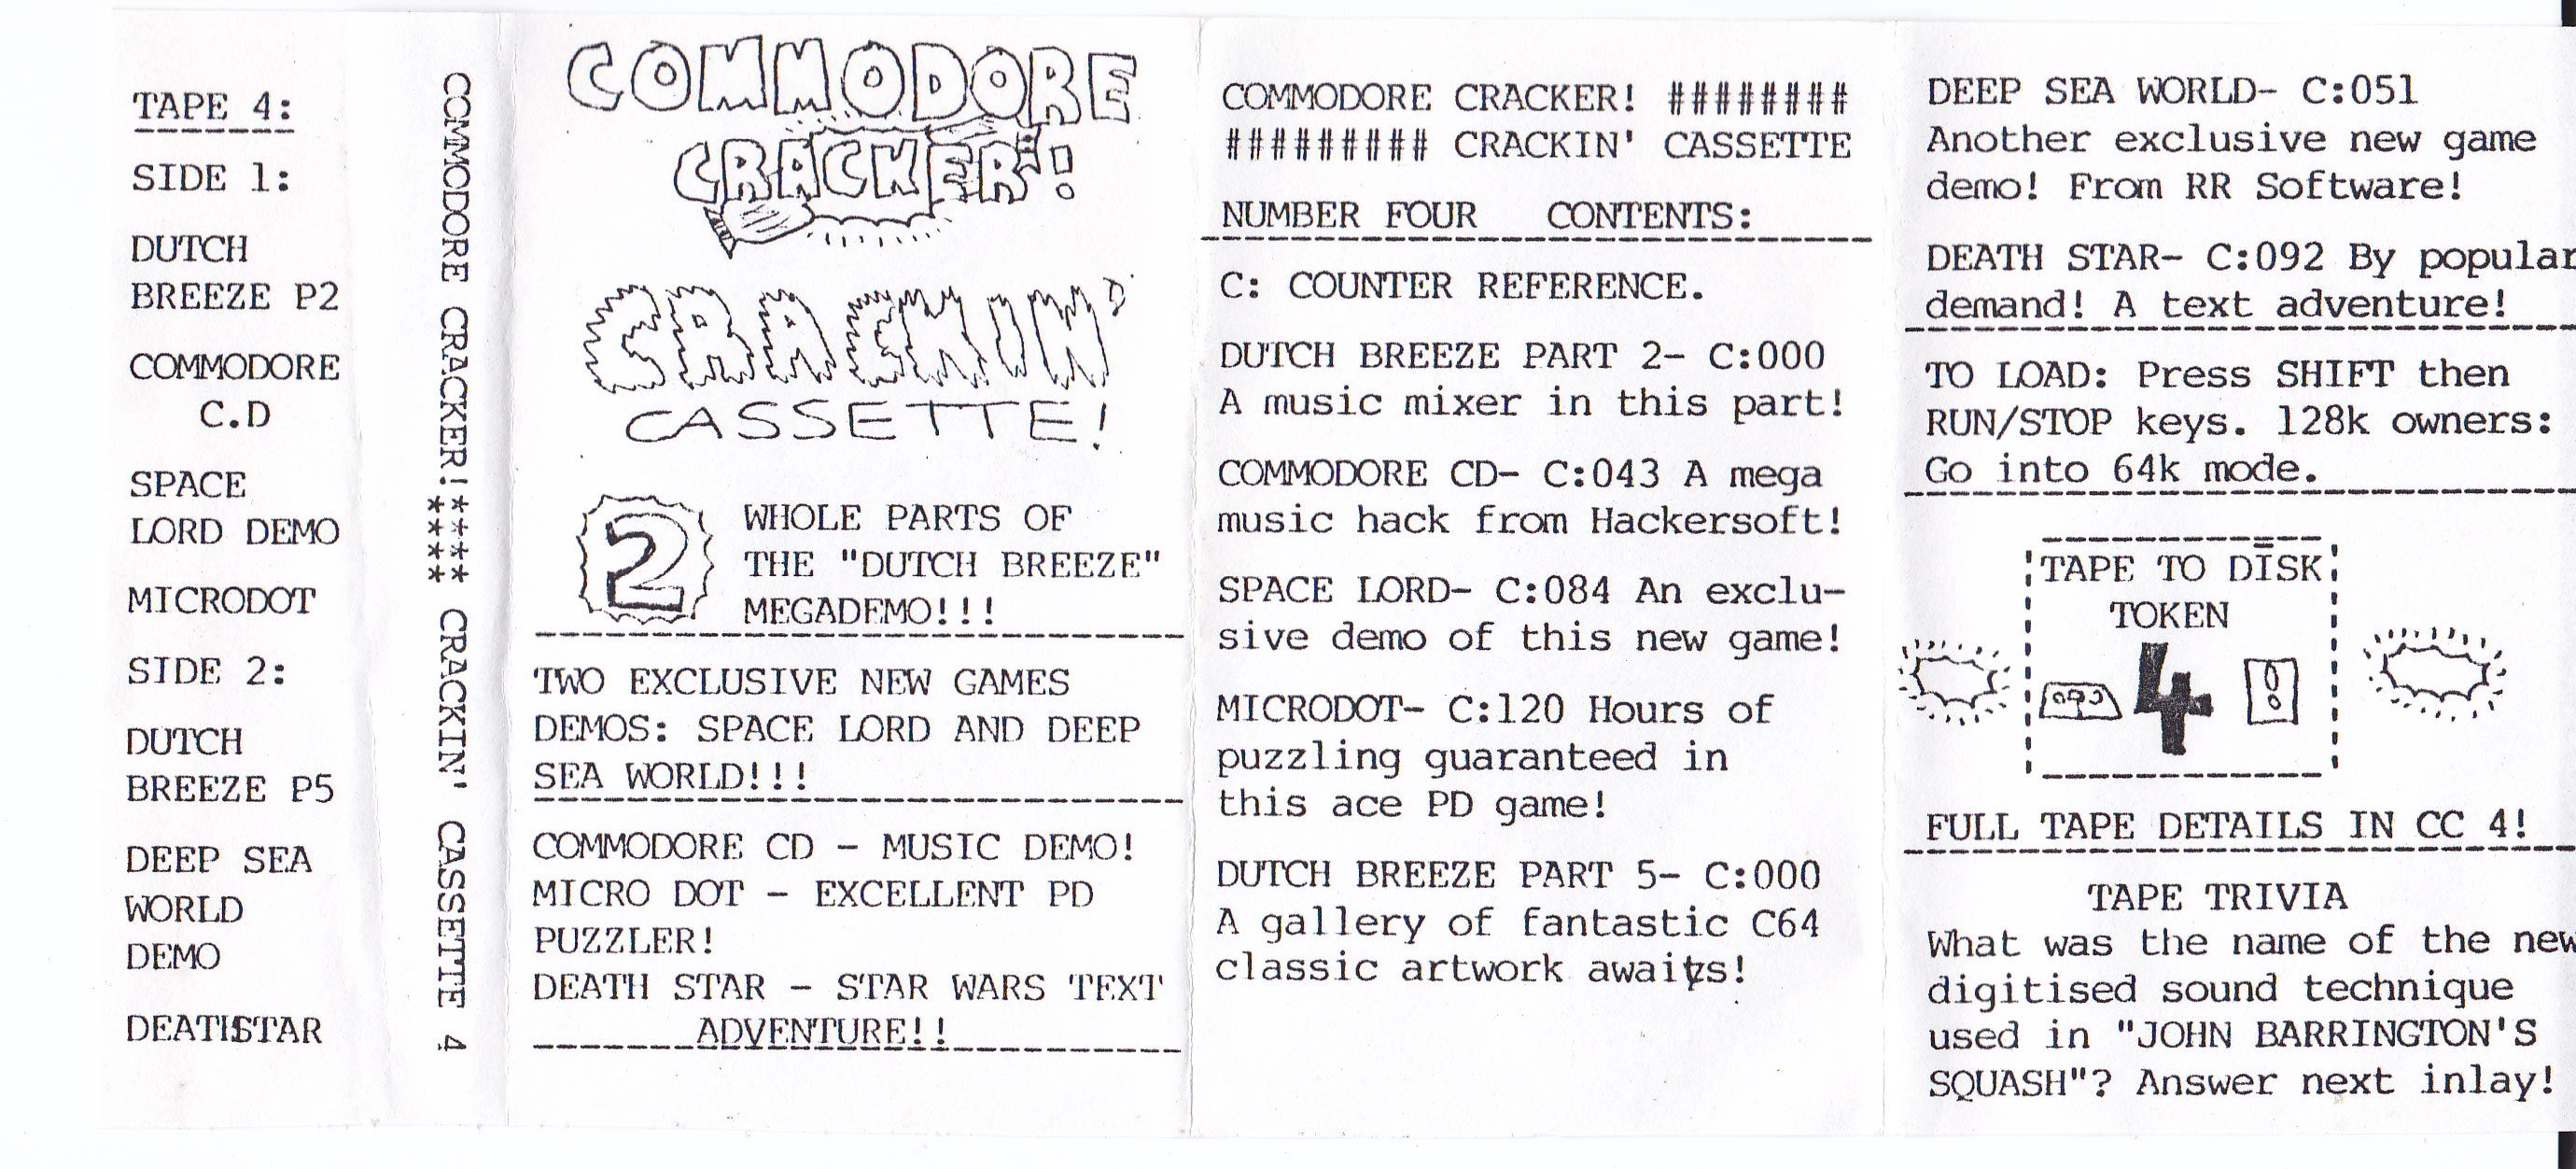 TAPE 4:
SIDE 1:
DUTCH
BREEZE P2
COMMODORE
C.D
SPACE
LORD DEMO
MICRODOT
SIDE 2:
DUTCH
BREEZE P5
DEEP SEA
WORLD
DEMO
DEATHSTAR
COMMODORE CRACKER!**** CRACKIN' CASSETTE 4
****
COMMODORE
CRACKER!
CRACKIN'
CASSETTE!
2
WHOLE PARTS OF
THE "DUTCH BREEZE"
MEGADEMO!!!
TWO EXCLUSIVE NEW GAMES
DEMOS: SPACE LORD AND DEEP
SEA WORLD!!!
COMMODORE CD - MUSIC DEMO!
MICRO DOT - EXCELLENT PD
PUZZLER!
DEATH STAR - STAR WARS TEXT
ADVENTURE!!
COMMODORE CRACKER! ########
######### CRACKIN' CASSETTE
NUMBER FOUR CONTENTS:
C: COUNTER REFERENCE.
DUTCH BREEZE PART 2- C:000
A music mixer in this part!
COMMODORE CD- C:043 A mega
music hack from Hackersoft!
SPACE LORD- C:084 An exclu-
sive demo of this new game!
MICRODOT- C:120 Hours of
puzzling guaranteed in
this ace PD game!
DUTCH BREEZE PART 5- C:000
A gallery of fantastic C64
classic artwork awaits!
DEEP SEA WORLD- C:051
Another exclusive new game
demo! From RR Software!
DEATH STAR- C:092 By popular
demand! A text adventure!
TO LOAD: Press SHIFT then
RUN/STOP keys. 128k owners:
Go into 64k mode.
TAPE TO DISK
TOKEN
4
FULL TAPE DETAILS IN CC 4!
TAPE TRIVIA
What was the name of the new
digitised sound technique
used in "JOHN BARRINGTON'S
SQUASH"? Answer next inlay!